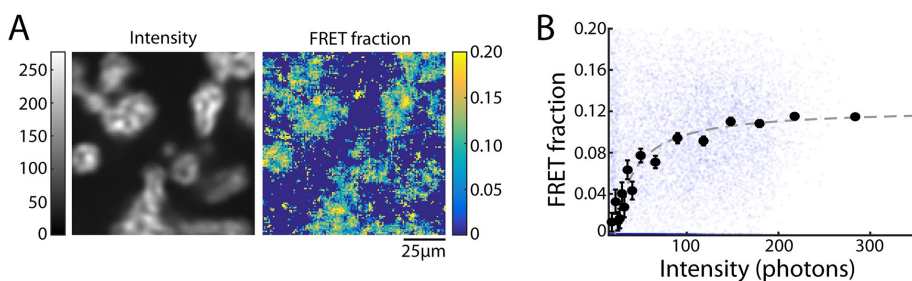 A
Intensity
FRET fraction
250
200
150
100
50
0
0.20
0.15
0.10
0.05
0
25μm
B
FRET fraction
0.20
0.16
0.12
0.08
0.04
0
100
200
300
Intensity (photons)